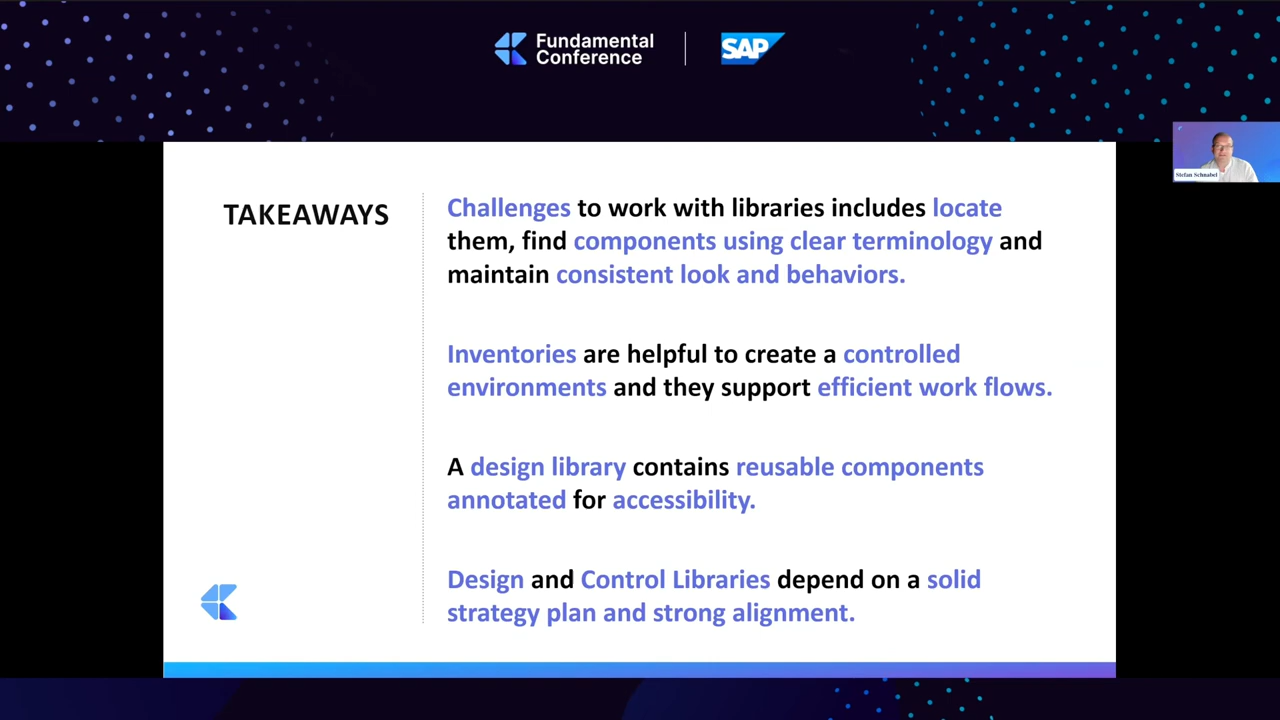 Fundamental
Conference
SAP
Stefan Schnabel
TAKEAWAYS
Challenges to work with libraries includes locate
them, find components using clear terminology and
maintain consistent look and behaviors.
Inventories are helpful to create a controlled
environments and they support efficient work flows.
A design library contains reusable components
annotated for accessibility.
Design and Control Libraries depend on a solid
strategy plan and strong alignment.